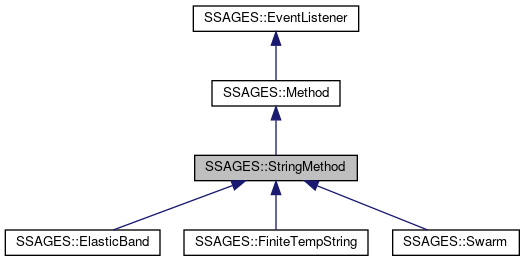 SSAGES::EventListener
SSAGES::Method
SSAGES::StringMethod
SSAGES::ElasticBand
SSAGES::FiniteTempString
SSAGES::Swarm